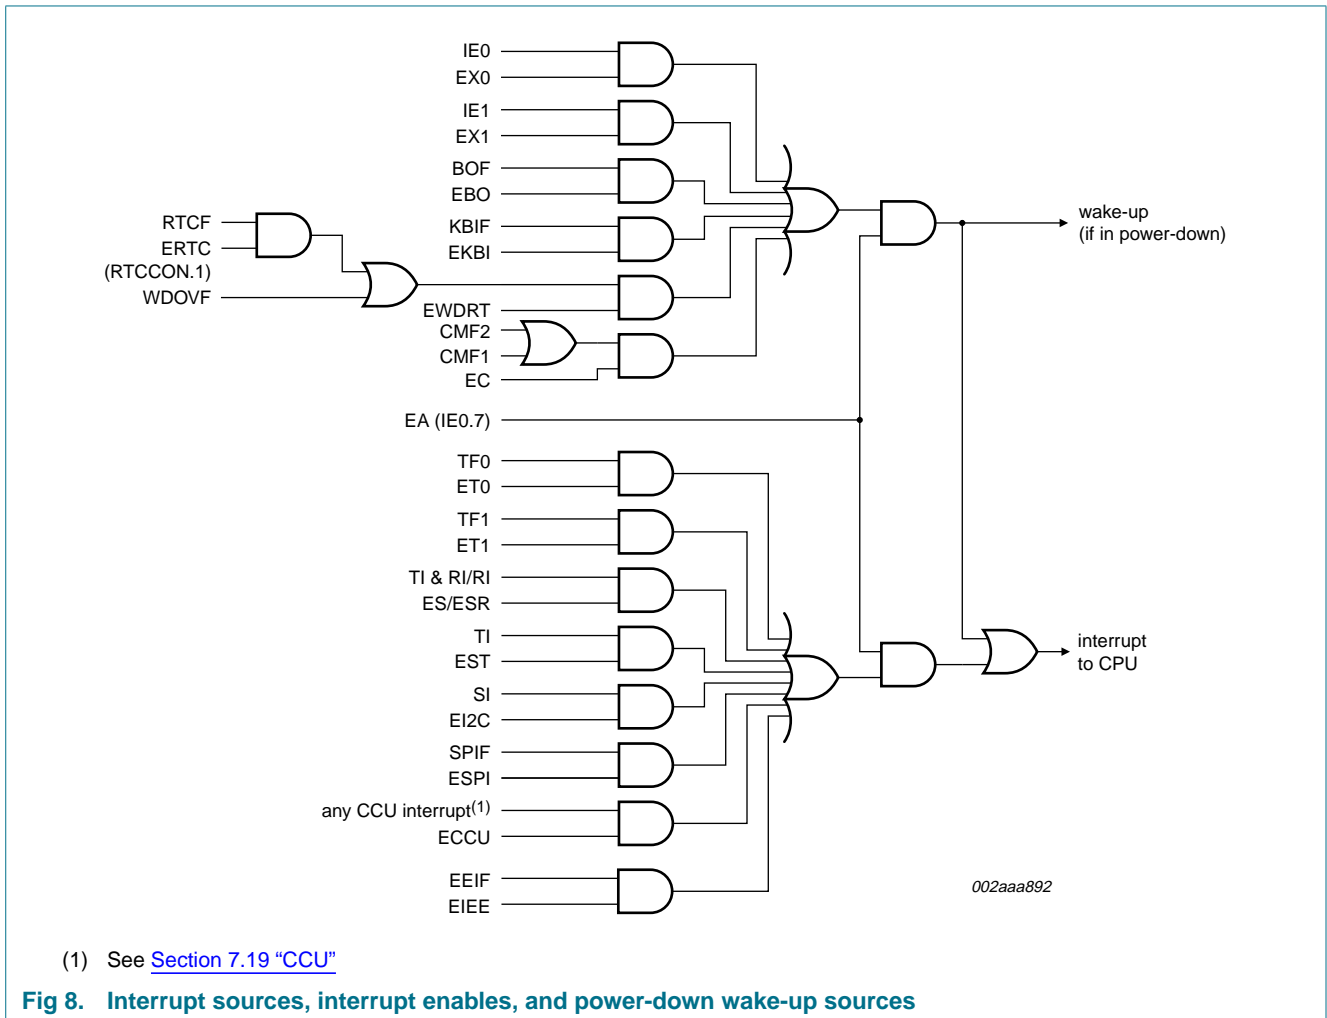 IE0
EX0
IE1
EX1
BOF
EBO
KBIF
EKBI
RTCF
ERTC
(RTCCON.1)
WDOVF
EWDRT
CMF2
CMF1
EC
wake-up
(if in power-down)
EA (IE0.7)
TF0
ET0
TF1
ET1
TI & RI/RI
ES/ESR
TI
EST
SI
EI2C
SPIF
ESPI
any CCU interrupt(1)
ECCU
EEIF
EIEE
interrupt
to CPU
002aaa892
(1) See Section 7.19 “CCU”
Fig 8. Interrupt sources, interrupt enables, and power-down wake-up sources